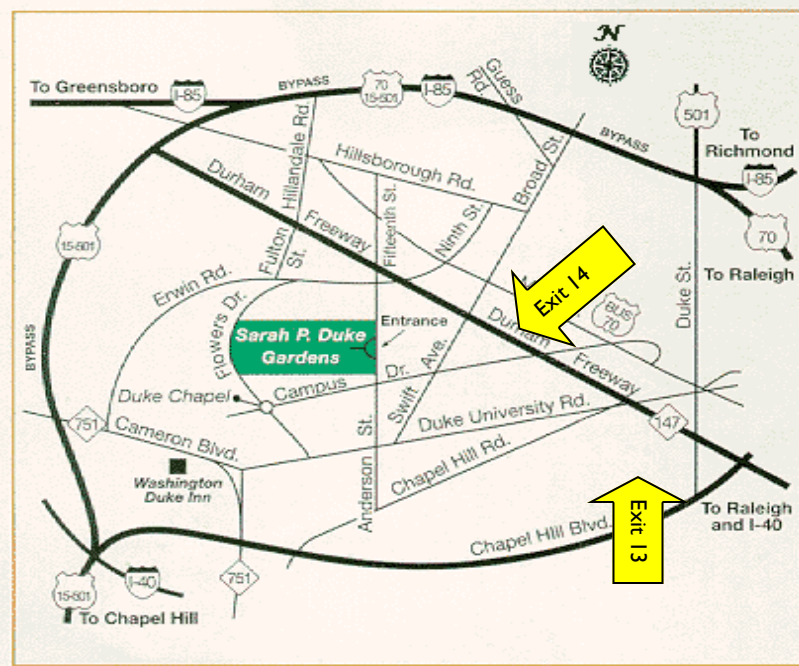 N
To Greensboro
I-85
BYPASS
70
15-501
I-85
Guess
Rd.
BYPASS
501
To
Richmond
I-85
70
To Raleigh
Hillandale Rd.
Hillsborough Rd.
Broad St.
Durham
Freeway
Fifteenth St.
Ninth St.
15-501
Fulton
St.
Erwin Rd.
Flowers Dr.
Exit 14
BUS
70
Duke St.
BYPASS
Sarah P. Duke
Gardens
Entrance
Durham
Freeway
Swift Ave.
Campus Dr.
Duke Chapel
751
Cameron Blvd.
Duke University Rd.
147
Washington
Duke Inn
Anderson St.
Chapel Hill Rd.
Exit 13
To Raleigh
and I-40
Chapel Hill Blvd.
I-40
751
15-501
To Chapel Hill